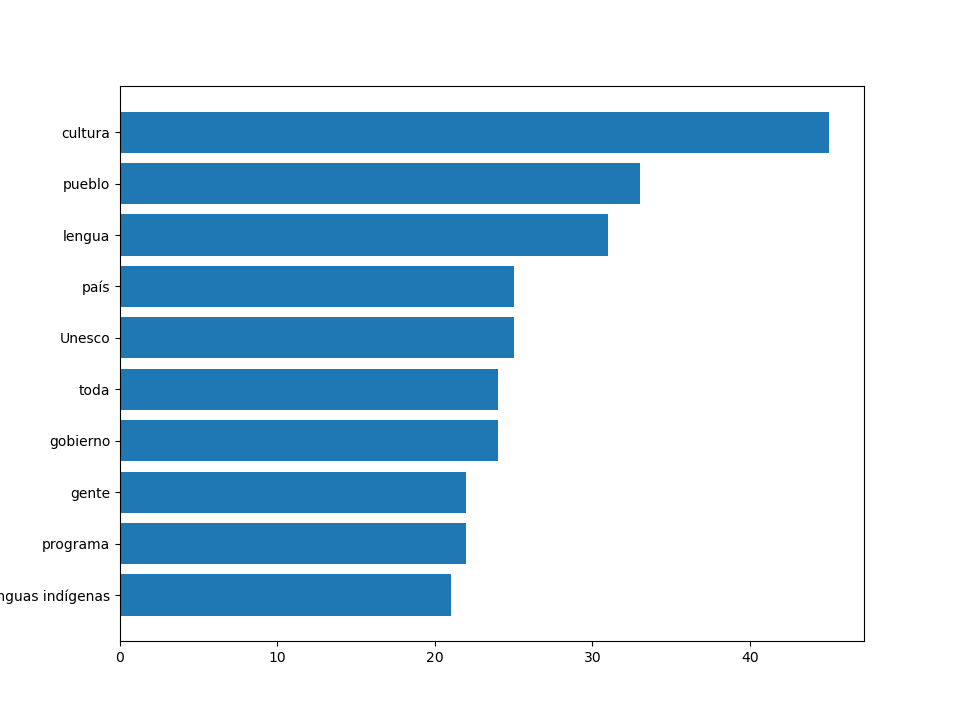 cultura
pueblo
lengua
país
Unesco
toda
gobierno
gente
programa
nguas indígenas
0 10 20 30 40